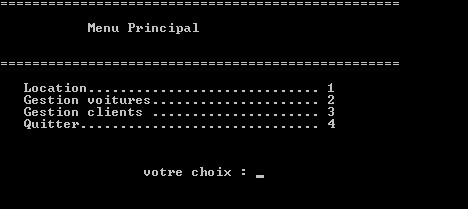 ==================================================
Menu Principal
==================================================
Location............................. 1
Gestion voitures..................... 2
Gestion clients ..................... 3
Quitter.............................. 4
votre choix : _